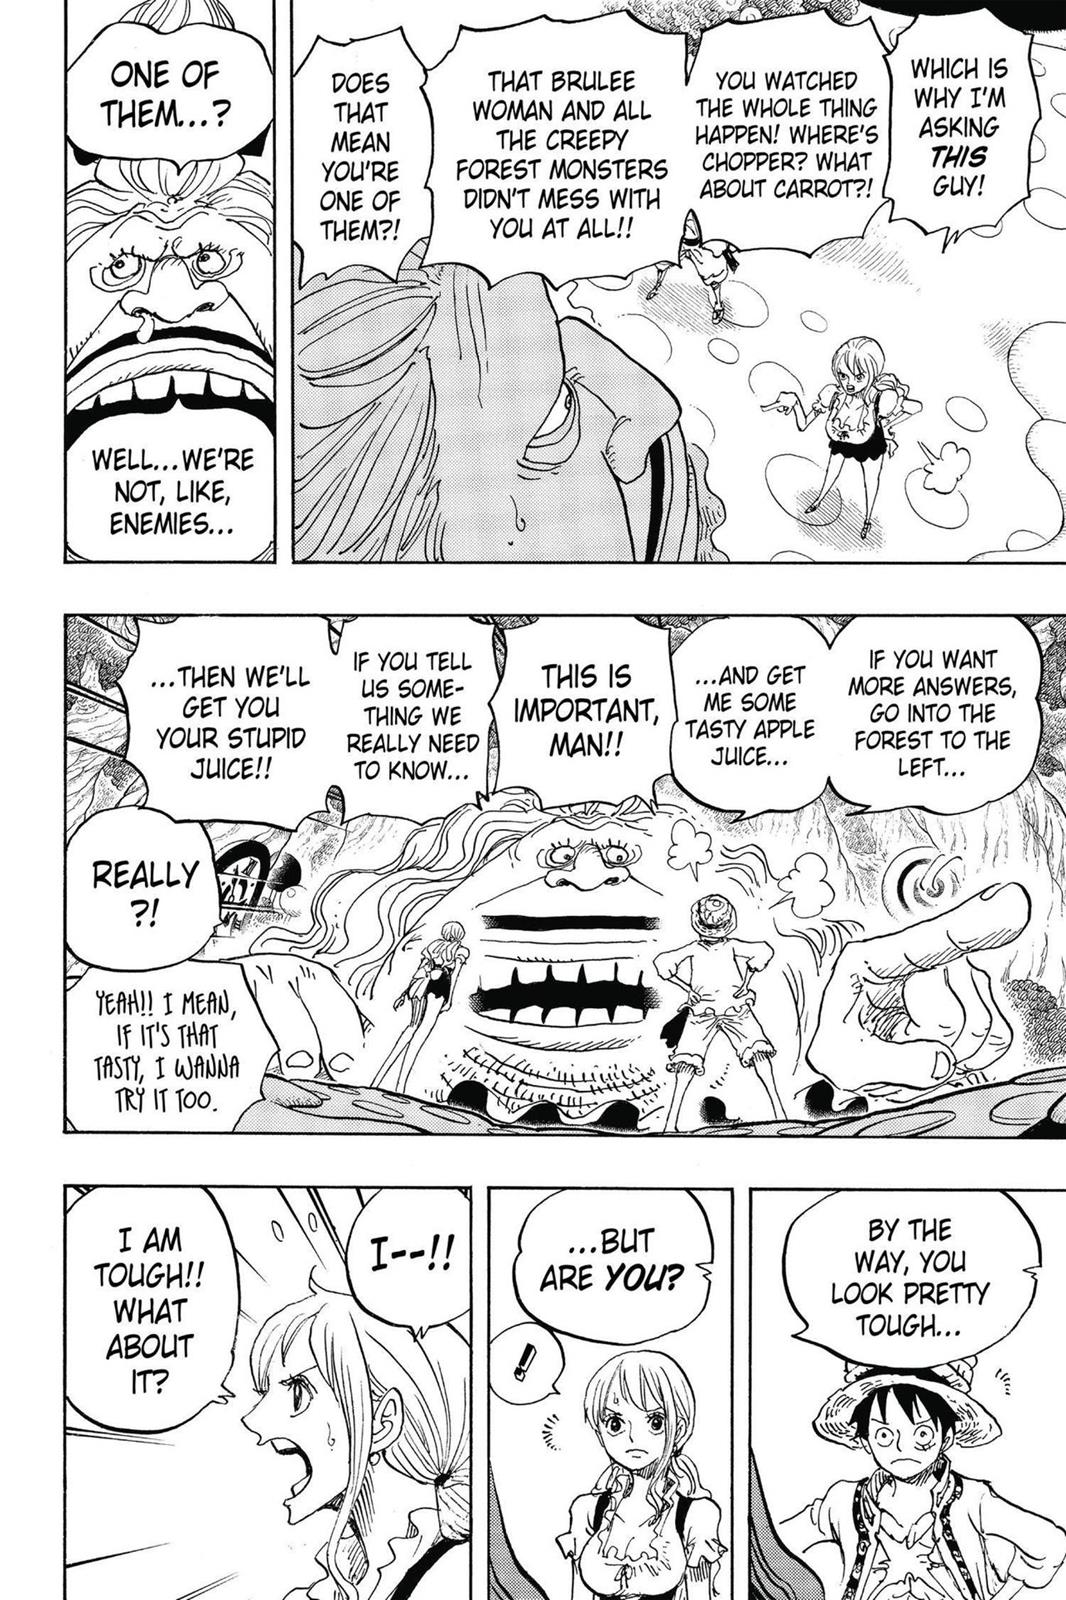 WHICH IS
WHY I'M
ASKING
THIS
GUY!
YOU WATCHED
THE WHOLE THING
HAPPEN! WHERE'S
CHOPPER? WHAT
ABOUT CARROT?!
THAT BRULEE
WOMAN AND ALL
THE CREEPY
FOREST MONSTERS
DIDN'T MESS WITH
YOU AT ALL!!
DOES
THAT
MEAN
YOU'RE
ONE OF
THEM?!
ONE OF
THEM...?
WELL...WE'RE
NOT, LIKE,
ENEMIES...
IF YOU WANT
MORE ANSWERS,
GO INTO THE
FOREST TO THE
LEFT...
...AND GET
ME SOME
TASTY APPLE
JUICE...
THIS IS
IMPORTANT,
MAN!!
IF YOU TELL
US SOME-
THING WE
REALLY NEED
TO KNOW...
...THEN WE'LL
GET YOU
YOUR STUPID
JUICE!!
REALLY
?!
YEAH!! I MEAN,
IF IT'S THAT
TASTY, I WANNA
TRY IT TOO.
BY THE
WAY, YOU
LOOK PRETTY
TOUGH...
...BUT
ARE YOU?
!
I--!!
I AM
TOUGH!!
WHAT
ABOUT
IT?